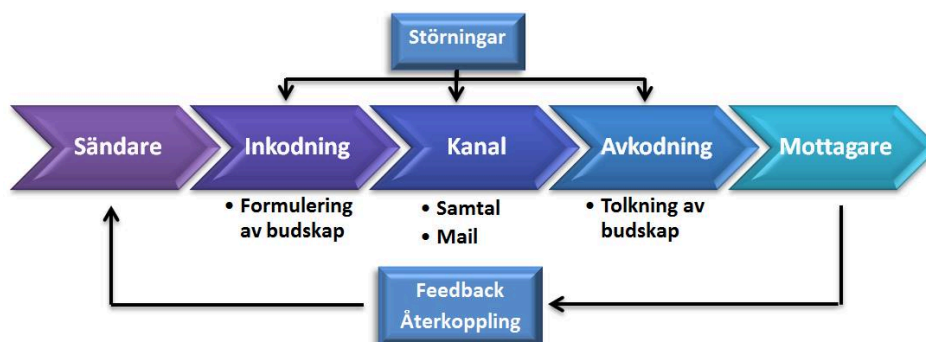 Störningar
Sändare
Inkodning
Kanal
Avkodning
Mottagare
• Formulering
av budskap
• Samtal
• Mail
• Tolkning av
budskap
Feedback
Återkoppling